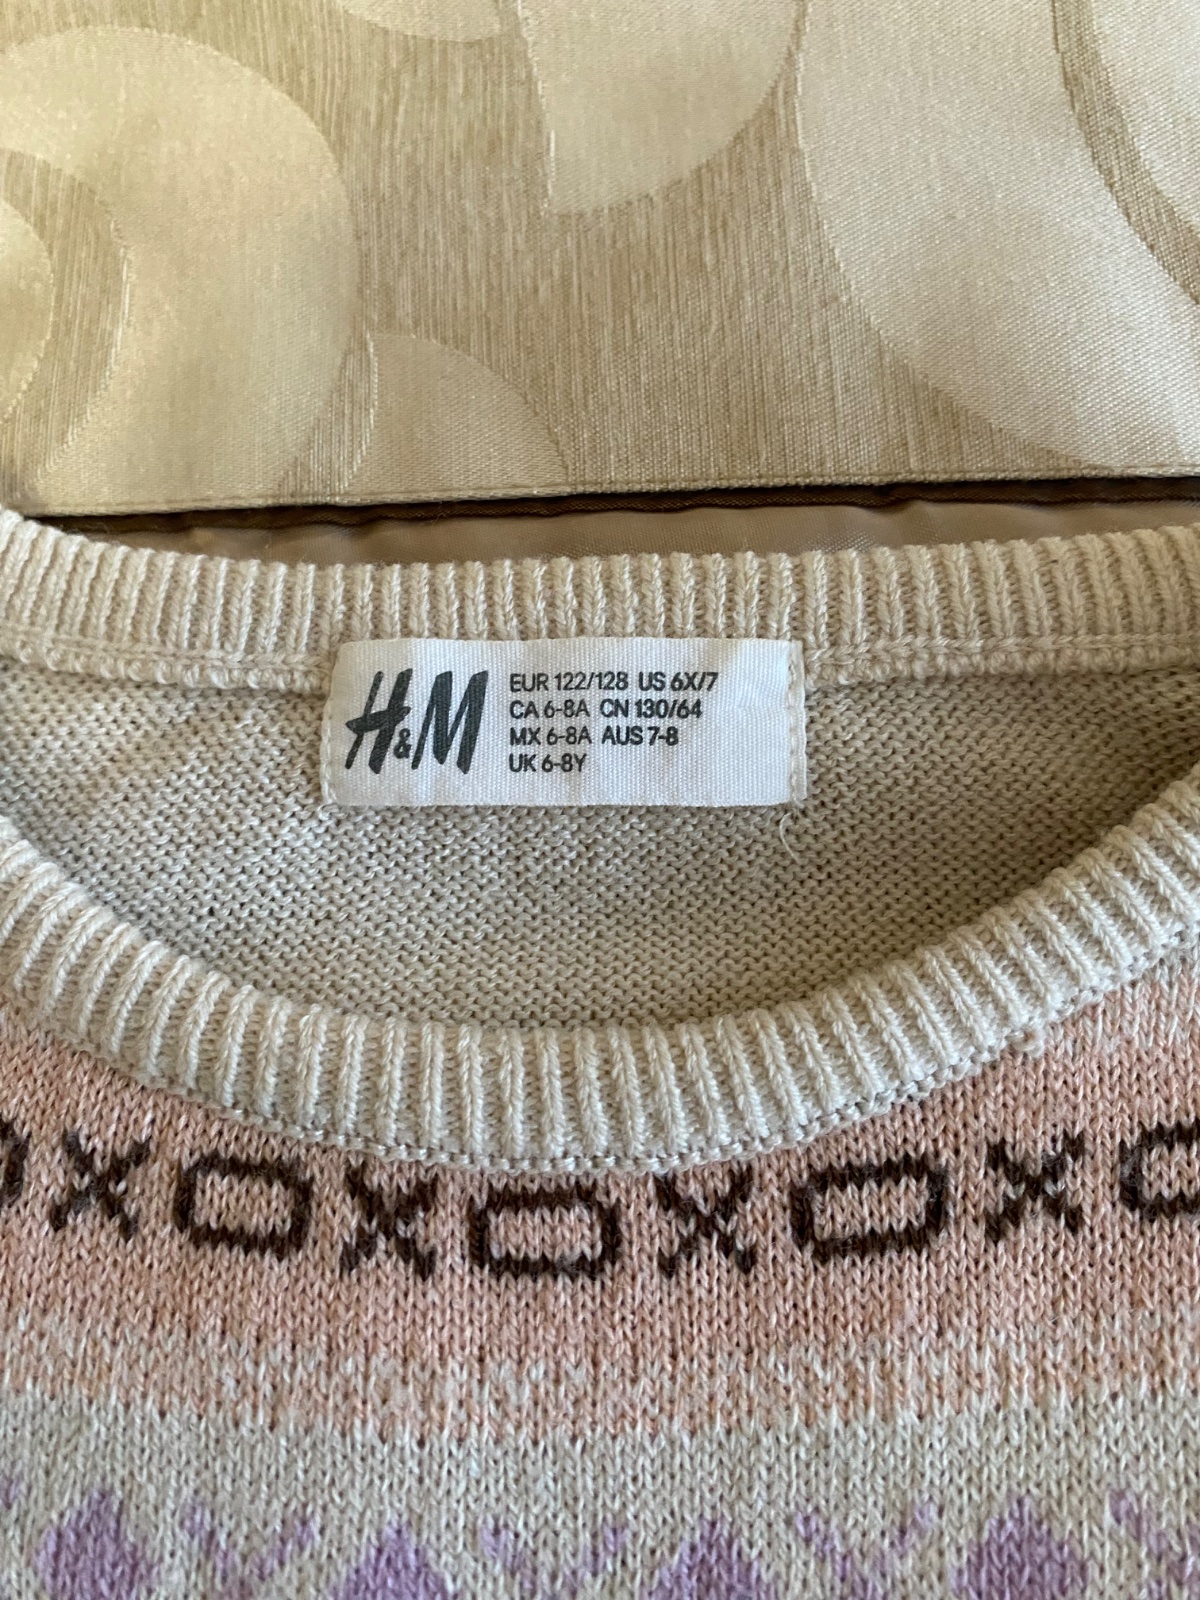 H&M
EUR 122/128 US 6X/7
CA 6-8A CN 130/64
MX 6-8A AUS 7-8
UK 6-8Y
XOXOXOXO